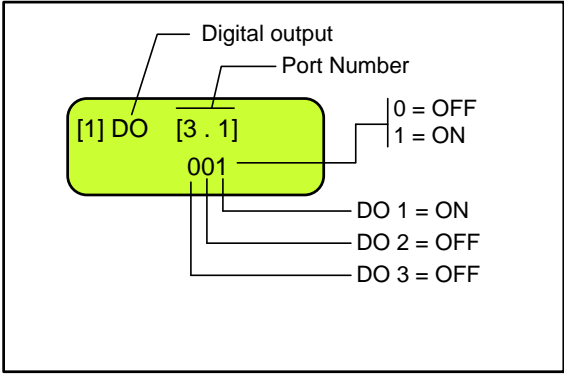 Digital output
Port Number
[1] DO [3 . 1]
001
0 = OFF
1 = ON
DO 1 = ON
DO 2 = OFF
DO 3 = OFF